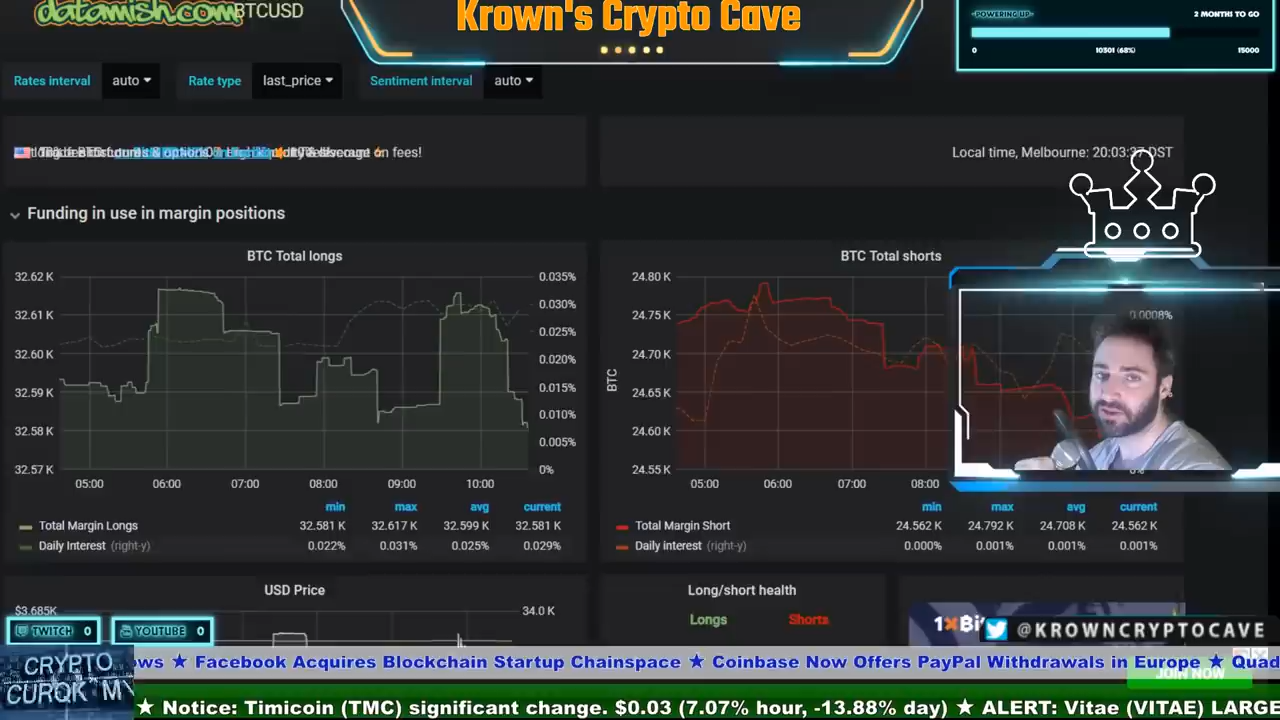 datamish.com BTCUSD
Krown's Crypto Cave
-POWERING UP- 2 MONTHS TO GO
0 10301 (68%) 15000
Rates interval auto Rate type last_price Sentiment interval auto
on fees!
Local time, Melbourne: 20:03:27 DST
Funding in use in margin positions
BTC Total longs
32.62 K 0.035%
32.61 K 0.030%
0.025%
32.60 K 0.020%
32.59 K 0.015%
0.010%
32.58 K 0.005%
32.57 K 0%
05:00 06:00 07:00 08:00 09:00 10:00
min max avg current
Total Margin Longs 32.581 K 32.617 K 32.599 K 32.581 K
Daily Interest (right-y) 0.022% 0.031% 0.025% 0.029%
BTC Total shorts
24.80 K
24.75 K 0.0008%
24.70 K
BTC
24.65 K
24.60 K
24.55 K 0%
05:00 06:00 07:00 08:00
min max avg current
Total Margin Short 24.562 K 24.792 K 24.708 K 24.562 K
Daily interest (right-y) 0.000% 0.001% 0.001% 0.001%
USD Price
$3.685K 34.0 K
Long/short health
Longs Shorts
TWITCH 0 YOUTUBE 0
@KROWNCRYPTOCAVE
CRYPTO
ows ★ Facebook Acquires Blockchain Startup Chainspace ★ Coinbase Now Offers PayPal Withdrawals in Europe ★ Quad
JOIN NOW
★ Notice: Timicoin (TMC) significant change. $0.03 (7.07% hour, -13.88% day) ★ ALERT: Vitae (VITAE) LARGE